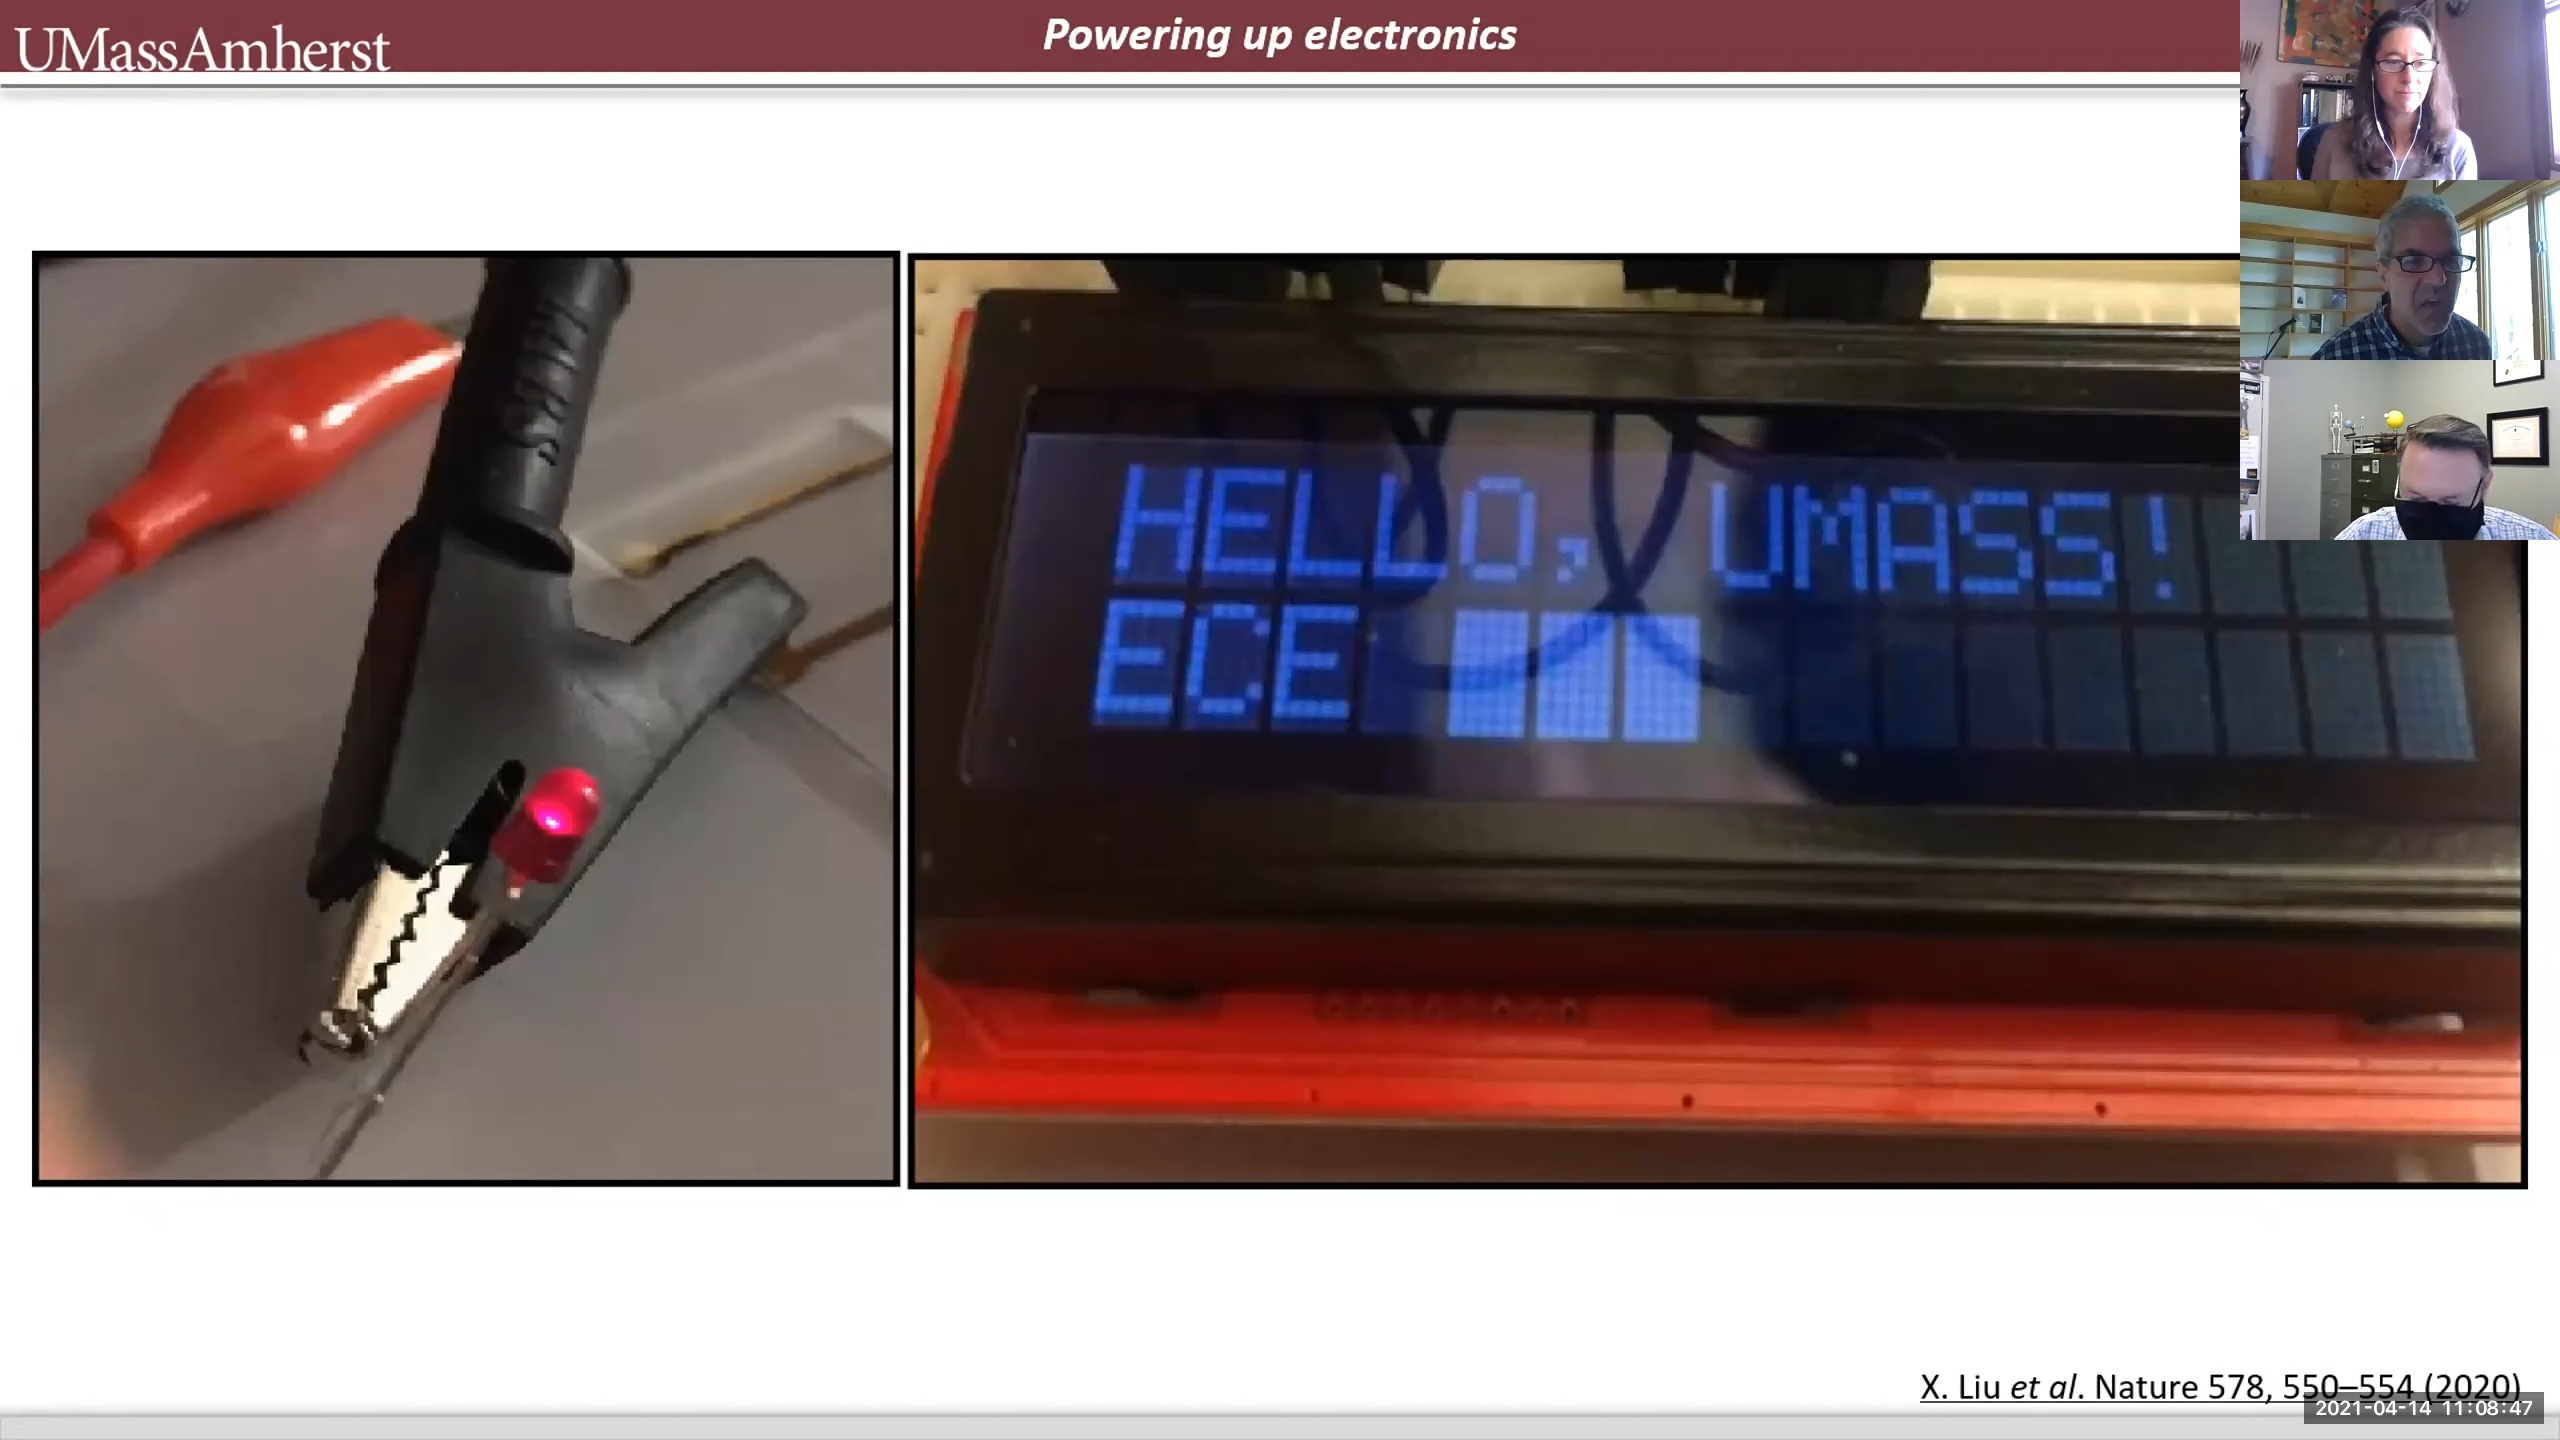 UMassAmherst
Powering up electronics
HELLO, UMASS!
ECE
X. Liu et al. Nature 578, 550–554 (2020)
2021-04-14 11:08:47